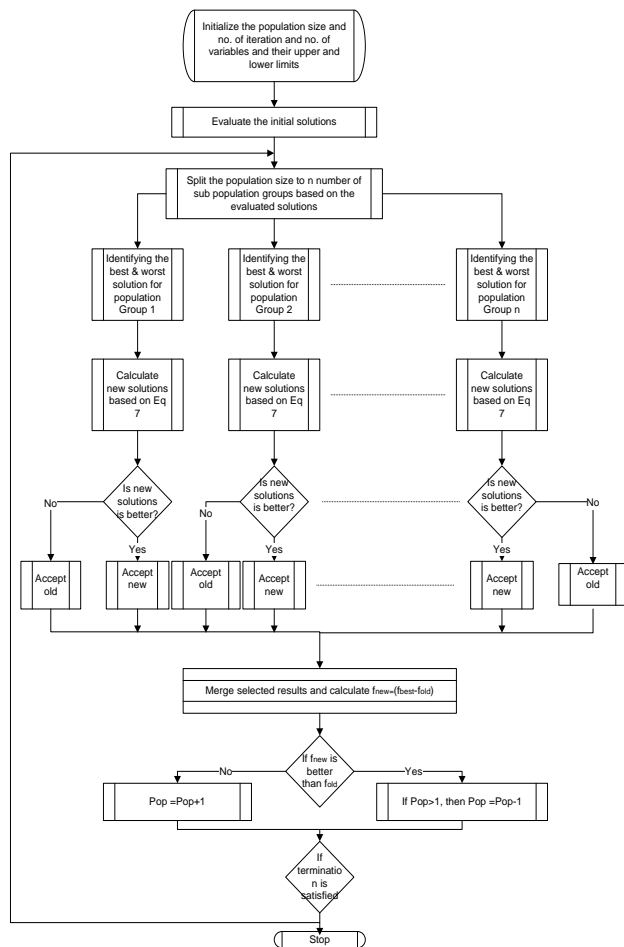 Initialize the population size and
no. of iteration and no. of
variables and their upper and
lower limits
Evaluate the initial solutions
Split the population size to n number of
sub population groups based on the
evaluated solutions
Identifying the
best & worst
solution for
population
Group 1
Identifying the
best & worst
solution for
population
Group 2
Identifying the
best & worst
solution for
population
Group n
Calculate
new solutions
based on Eq
7
Calculate
new solutions
based on Eq
7
Calculate
new solutions
based on Eq
7
Is new
solutions
is better?
Is new
solutions
is better?
Is new
solutions
is better?
No
No
No
Yes
Yes
Yes
Accept
old
Accept
new
Accept
old
Accept
new
Accept
new
Accept
old
Merge selected results and calculate fnew=(fbest-fold)
If fnew is
better
than fold
No
Yes
Pop =Pop+1
If Pop>1, then Pop =Pop-1
If
terminatio
n is
satisfied
Stop